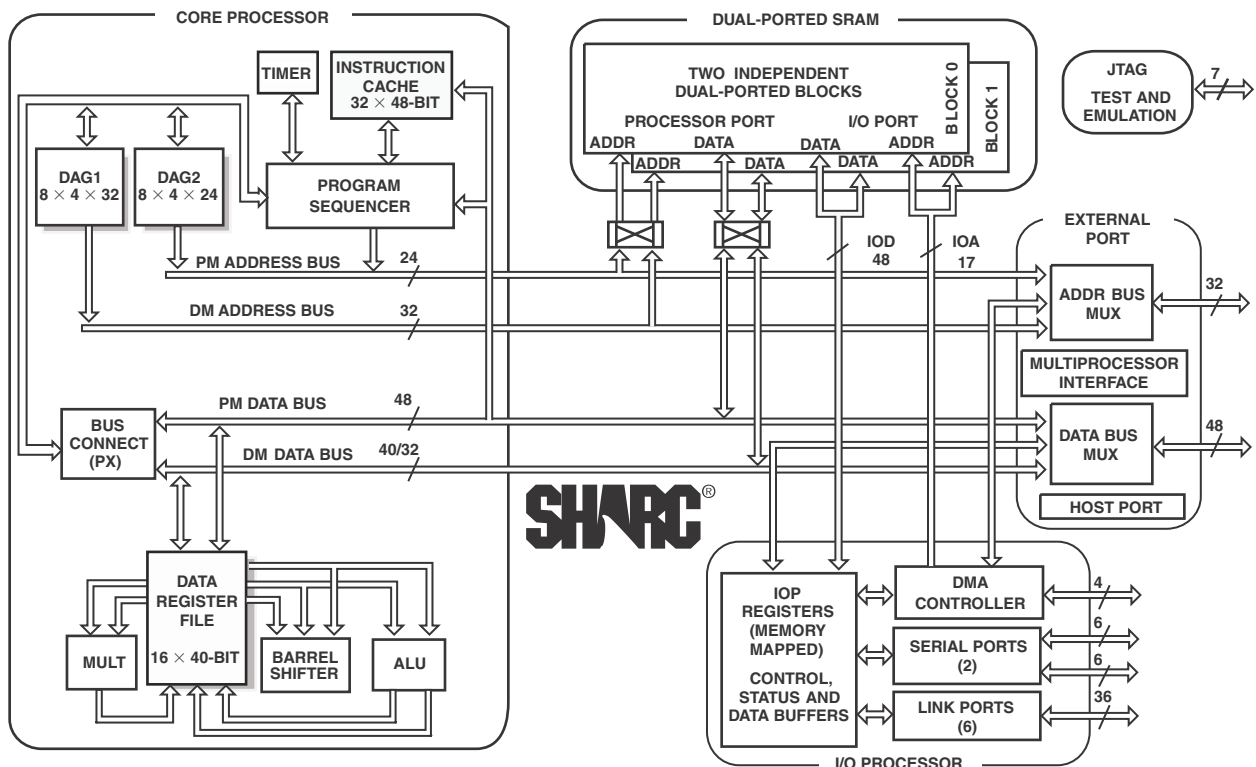 CORE PROCESSOR
TIMER
INSTRUCTION
CACHE
32 × 48-BIT
DAG1
8 × 4 × 32
DAG2
8 × 4 × 24
PROGRAM
SEQUENCER
PM ADDRESS BUS
24
DM ADDRESS BUS
32
BUS
CONNECT
(PX)
PM DATA BUS
48
DM DATA BUS
40/32
DATA
REGISTER
FILE
16 × 40-BIT
MULT
BARREL
SHIFTER
ALU
DUAL-PORTED SRAM
TWO INDEPENDENT
DUAL-PORTED BLOCKS
PROCESSOR PORT
I/O PORT
ADDR
DATA
DATA
ADDR
ADDR
DATA
DATA
ADDR
BLOCK 0
BLOCK 1
JTAG
TEST AND
EMULATION
7
IOD
48
IOA
17
EXTERNAL
PORT
ADDR BUS
MUX
32
MULTIPROCESSOR
INTERFACE
DATA BUS
MUX
48
HOST PORT
SHARC®
IOP
REGISTERS
(MEMORY
MAPPED)
CONTROL,
STATUS AND
DATA BUFFERS
DMA
CONTROLLER
4
SERIAL PORTS
(2)
6
6
LINK PORTS
(6)
36
I/O PROCESSOR